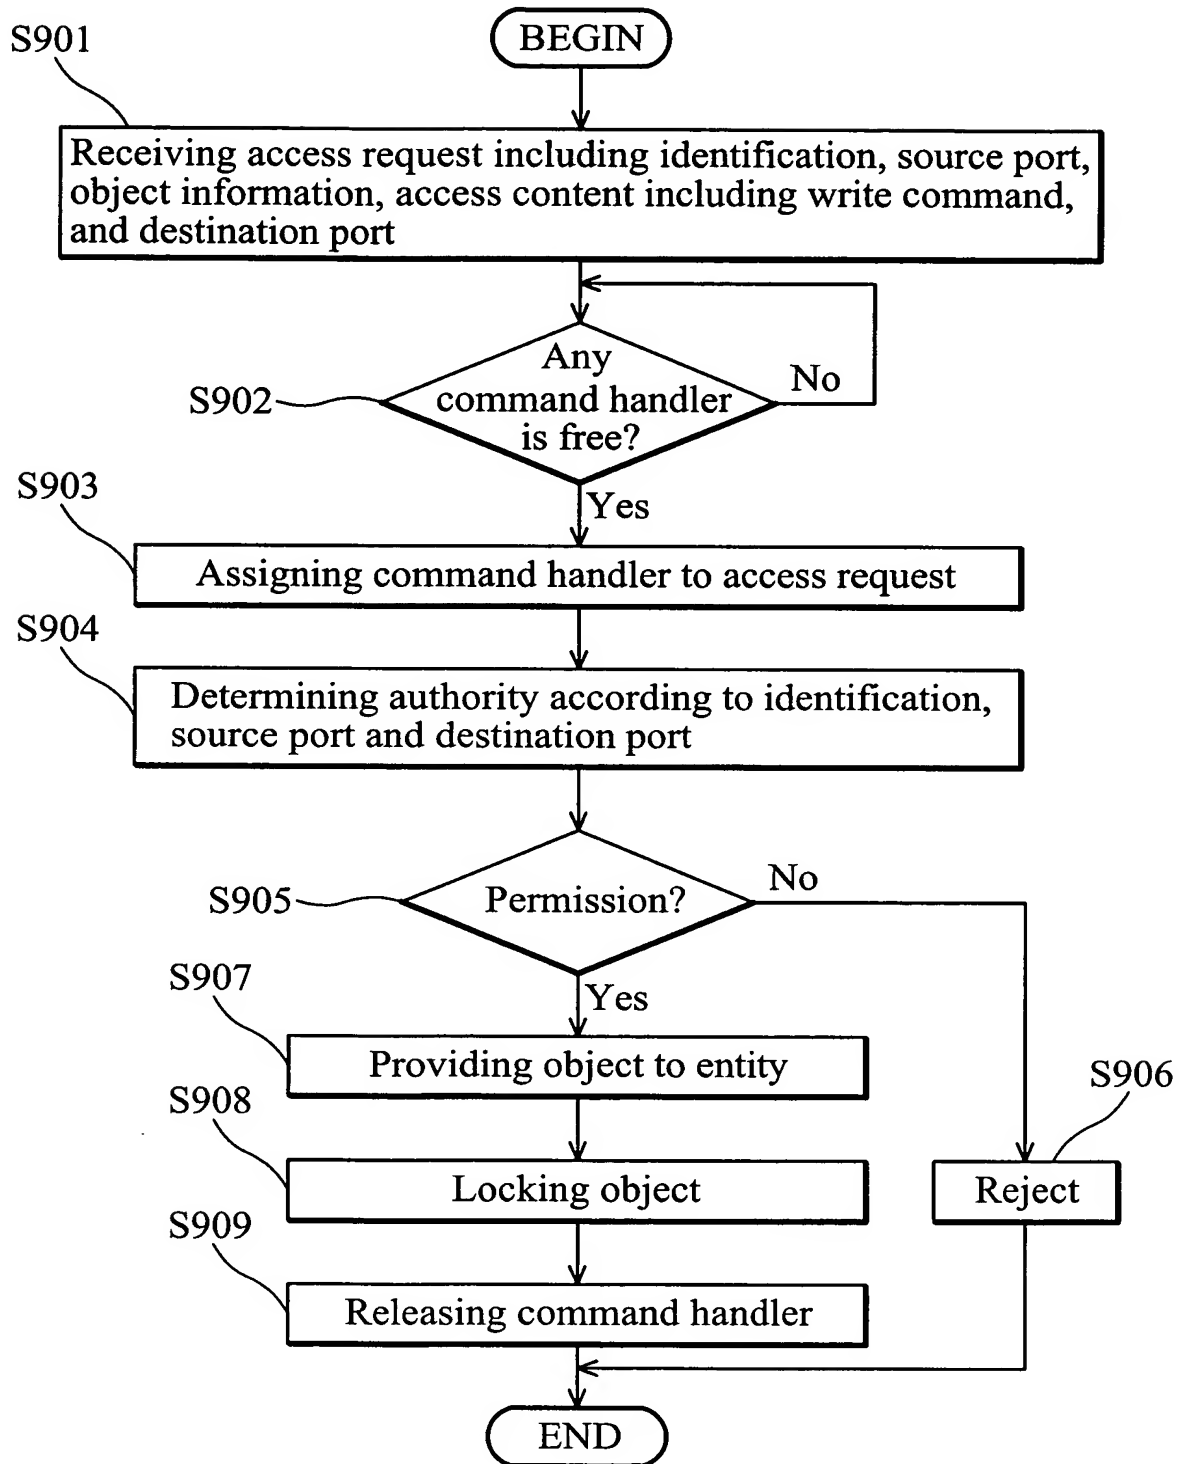 BEGIN
S901
Receiving access request including identification, source port,
object information, access content including write command,
and destination port
S902
Any
command handler
is free?
No
Yes
S903
Assigning command handler to access request
S904
Determining authority according to identification,
source port and destination port
S905
Permission?
No
Yes
S907
Providing object to entity
S906
Reject
S908
Locking object
S909
Releasing command handler
END